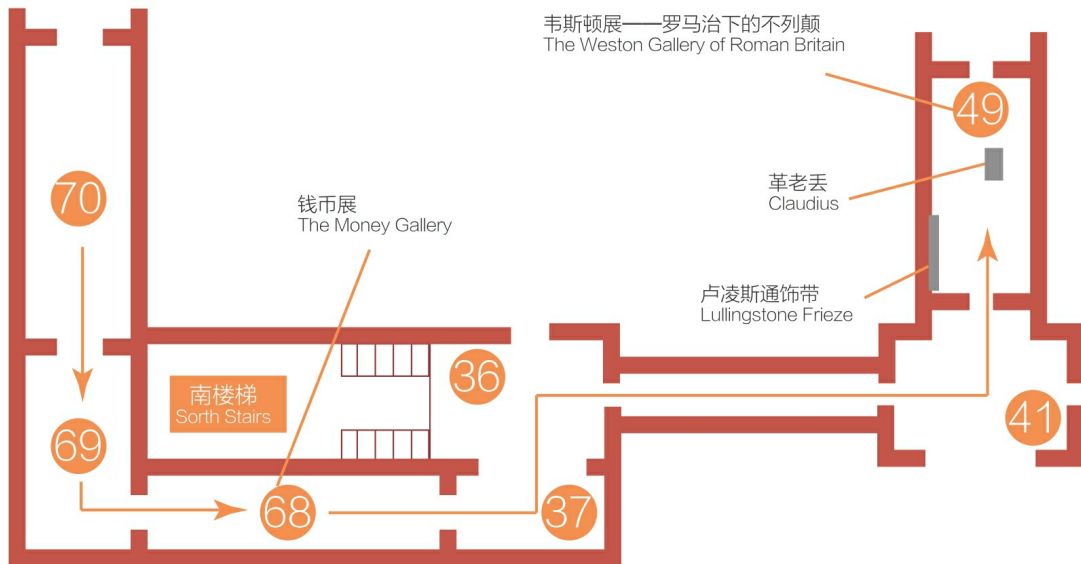 韦斯顿展——罗马治下的不列颠
The Weston Gallery of Roman Britain
49
70
钱币展
The Money Gallery
革老丢
Claudius
卢凌斯通饰带
Lullingstone Frieze
36
南楼梯
Sorth Stairs
41
69
68
37